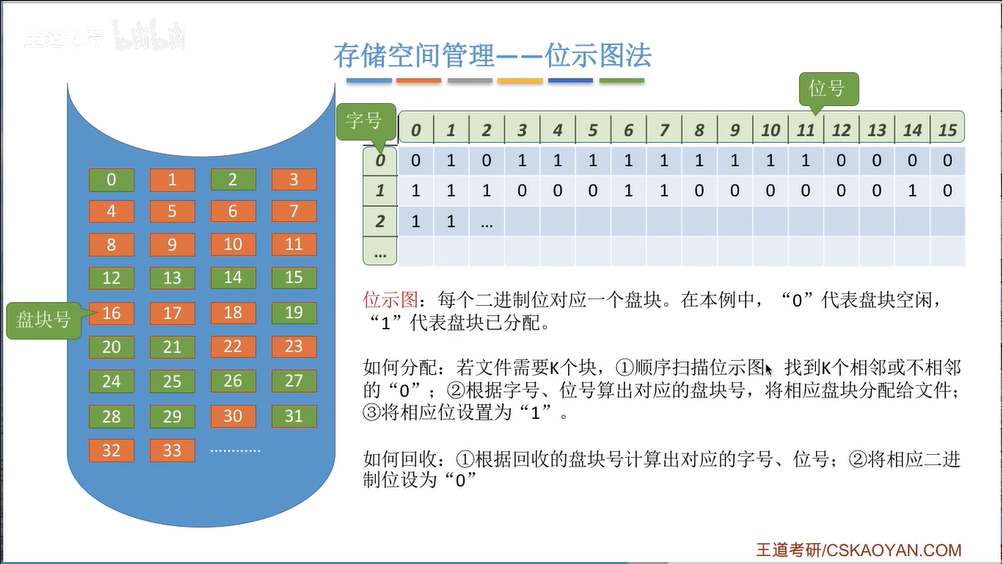 王道论坛 bilibili
存储空间管理——位示图法
位号
字号
0 1 2 3 4 5 6 7 8 9 10 11 12 13 14 15
0 0 1 0 1 1 1 1 1 1 1 1 1 0 0 0 0
1 1 1 1 0 0 0 1 1 0 0 0 0 0 0 1 0
2 1 1 …
…
0 1 2 3
4 5 6 7
8 9 10 11
12 13 14 15
盘块号
16 17 18 19
20 21 22 23
24 25 26 27
28 29 30 31
32 33 …………
位示图：每个二进制位对应一个盘块。在本例中，“0”代表盘块空闲，
“1”代表盘块已分配。
如何分配：若文件需要K个块，①顺序扫描位示图，找到K个相邻或不相邻
的“0”；②根据字号、位号算出对应的盘块号，将相应盘块分配给文件；
③将相应位设置为“1”。
如何回收：①根据回收的盘块号计算出对应的字号、位号；②将相应二进
制位设为“0”
王道考研/CSKAOYAN.COM